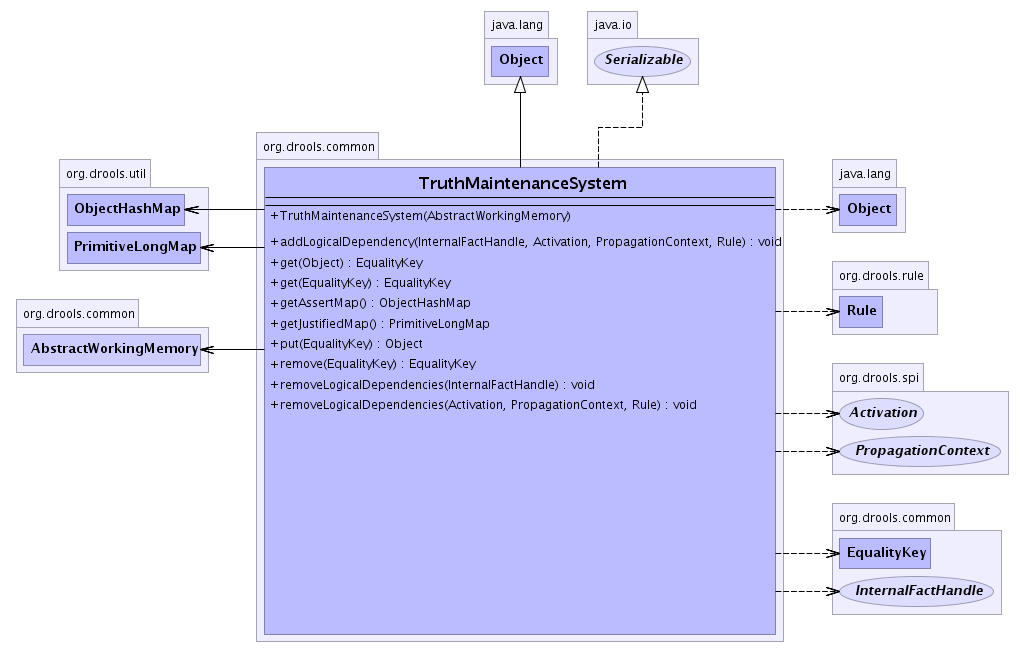 java.lang
Object
java.io
Serializable
org.drools.common
TruthMaintenanceSystem
+TruthMaintenanceSystem(AbstractWorkingMemory)
+addLogicalDependency(InternalFactHandle, Activation, PropagationContext, Rule) : void
+get(Object) : EqualityKey
+get(EqualityKey) : EqualityKey
+getAssertMap() : ObjectHashMap
+getJustifiedMap() : PrimitiveLongMap
+put(EqualityKey) : Object
+remove(EqualityKey) : EqualityKey
+removeLogicalDependencies(InternalFactHandle) : void
+removeLogicalDependencies(Activation, PropagationContext, Rule) : void
org.drools.util
ObjectHashMap
PrimitiveLongMap
org.drools.common
AbstractWorkingMemory
java.lang
Object
org.drools.rule
Rule
org.drools.spi
Activation
PropagationContext
org.drools.common
EqualityKey
InternalFactHandle